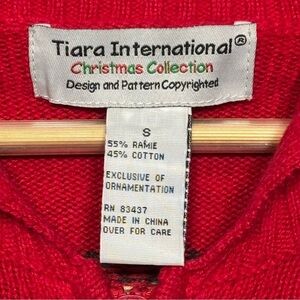 Tiara International®
Christmas Collection
Design and Pattern Copyrighted
S
55% RAMIE
45% COTTON
EXCLUSIVE OF
ORNAMENTATION
RN 83437
MADE IN CHINA
OVER FOR CARE